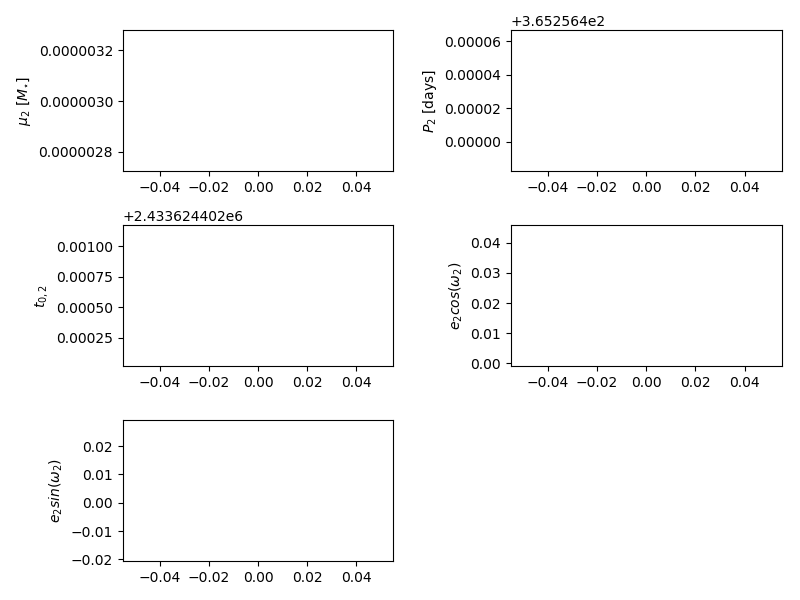 0.0000032
0.0000030
0.0000028
μ₂ [M⋆]
−0.04 −0.02 0.00 0.02 0.04
+3.652564e2
0.00006
0.00004
0.00002
0.00000
P₂ [days]
−0.04 −0.02 0.00 0.02 0.04
+2.433624402e6
0.00100
0.00075
0.00050
0.00025
t₀,₂
−0.04 −0.02 0.00 0.02 0.04
0.04
0.03
0.02
0.01
0.00
e₂cos(ω₂)
−0.04 −0.02 0.00 0.02 0.04
0.02
0.01
0.00
−0.01
−0.02
e₂sin(ω₂)
−0.04 −0.02 0.00 0.02 0.04